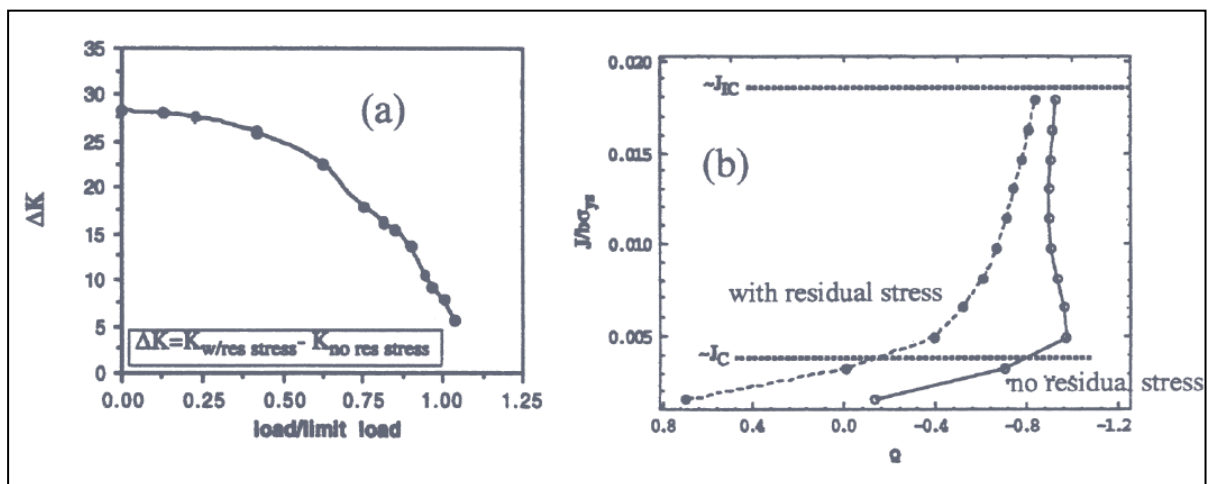 35
30
25
20
15
10
5
0
ΔK
(a)
ΔK=K_w/res stress - K_no res stress
0.00 0.25 0.50 0.75 1.00 1.25
load/limit load
0.020
0.015
0.010
0.005
J/bσ_ys
~J_IC
(b)
with residual stress
~J_C
no residual stress
0.8 0.0 -0.4 -0.8 -1.2
Q